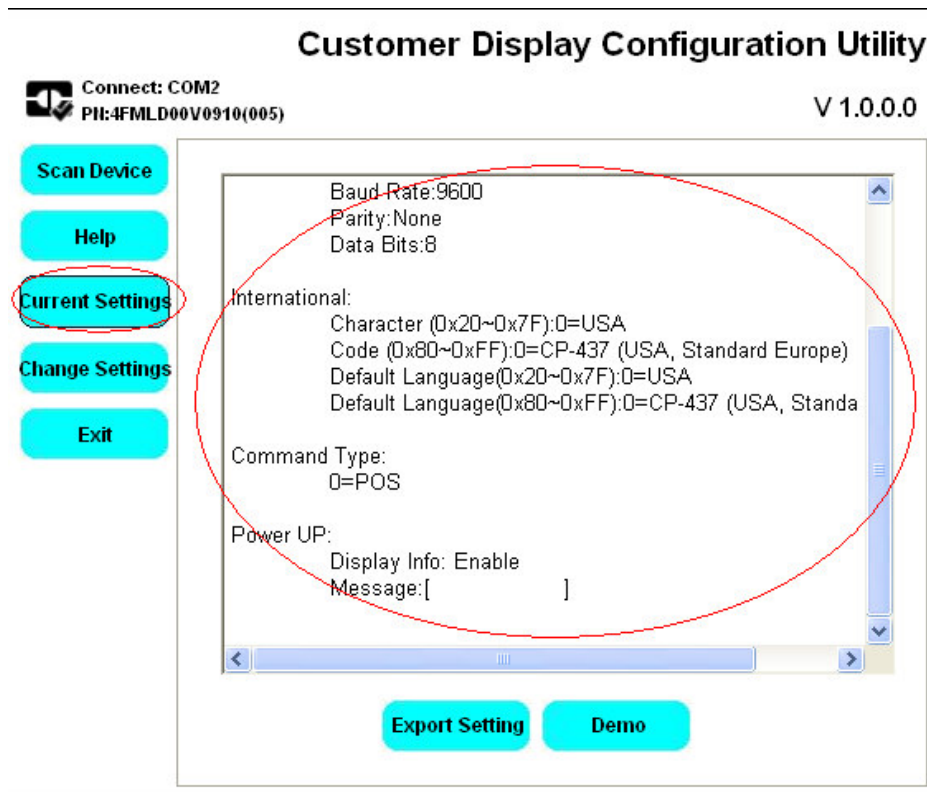 Customer Display Configuration Utility
Connect: COM2
PN:4FMLD00V0910(005)
V 1.0.0.0
Scan Device
Help
Current Settings
Change Settings
Exit
Baud Rate:9600
Parity:None
Data Bits:8
International:
Character (0x20~0x7F):0=USA
Code (0x80~0xFF):0=CP-437 (USA, Standard Europe)
Default Language(0x20~0x7F):0=USA
Default Language(0x80~0xFF):0=CP-437 (USA, Standa
Command Type:
0=POS
Power UP:
Display Info: Enable
Message:[ ]
Export Setting
Demo